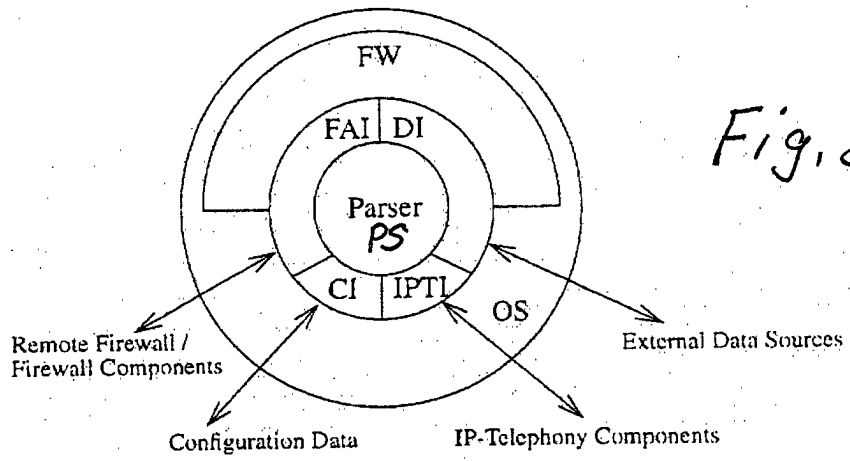 FW
Fig.
FAI
DI
Parser
PS
CI
IPTI
OS
Remote Firewall /
Firewall Components
External Data Sources
Configuration Data
IP-Telephony Components